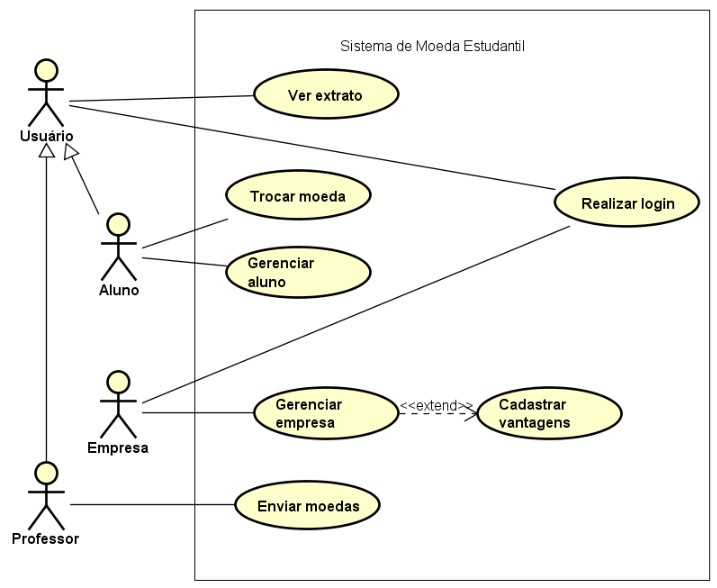 Sistema de Moeda Estudantil
Ver extrato
Usuário
Trocar moeda
Realizar login
Gerenciar
aluno
Aluno
Gerenciar
empresa
<<extend>>
Cadastrar
vantagens
Empresa
Enviar moedas
Professor